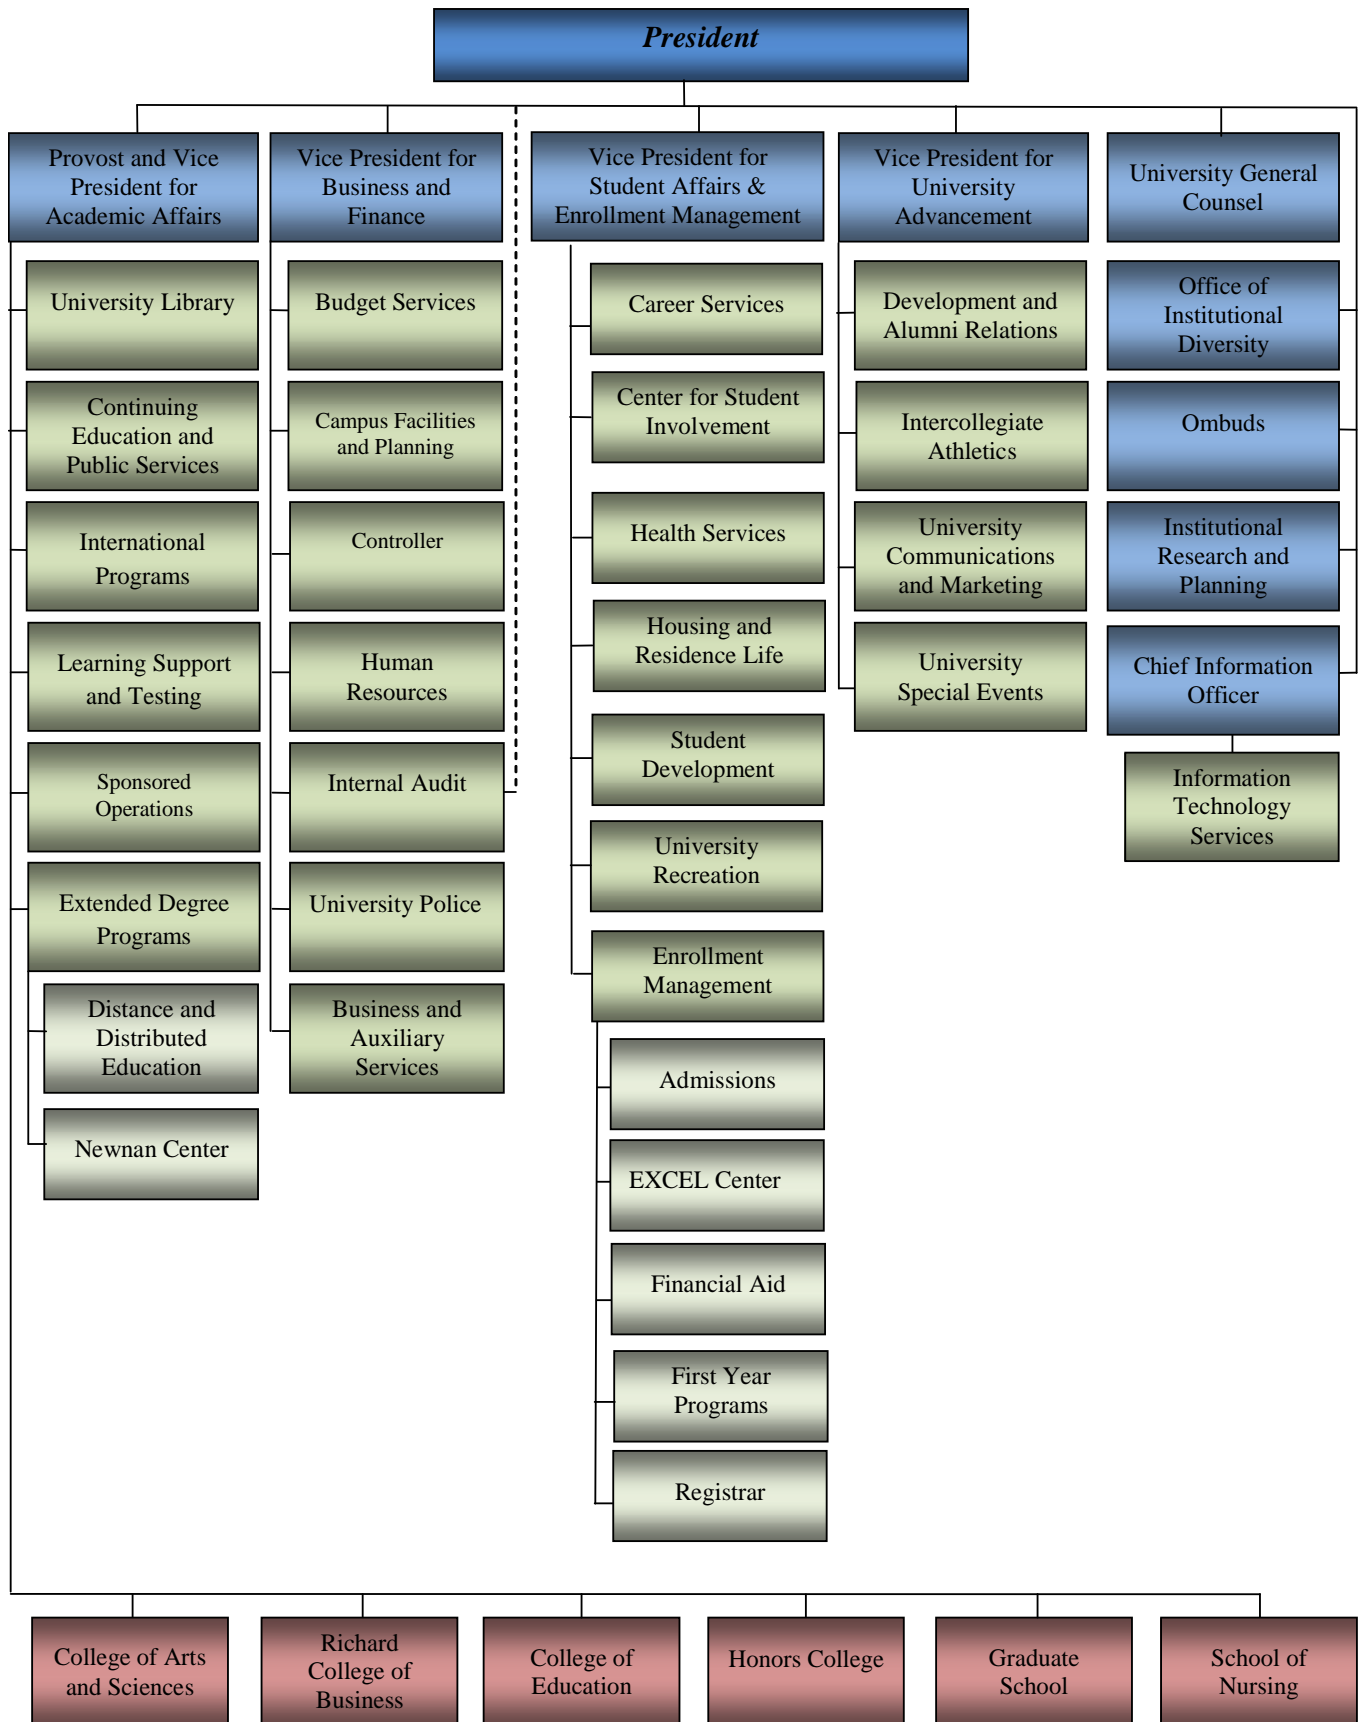 President
Provost and Vice
President for
Academic Affairs
Vice President for
Business and
Finance
Vice President for
Student Affairs &
Enrollment Management
Vice President for
University
Advancement
University General
Counsel
University Library
Continuing
Education and
Public Services
International
Programs
Learning Support
and Testing
Sponsored
Operations
Extended Degree
Programs
Distance and
Distributed
Education
Newnan Center
Budget Services
Campus Facilities
and Planning
Controller
Human
Resources
Internal Audit
University Police
Business and
Auxiliary
Services
Career Services
Center for Student
Involvement
Health Services
Housing and
Residence Life
Student
Development
University
Recreation
Enrollment
Management
Admissions
EXCEL Center
Financial Aid
First Year
Programs
Registrar
Development and
Alumni Relations
Intercollegiate
Athletics
University
Communications
and Marketing
University
Special Events
Office of
Institutional
Diversity
Ombuds
Institutional
Research and
Planning
Chief Information
Officer
Information
Technology
Services
College of Arts
and Sciences
Richard
College of
Business
College of
Education
Honors College
Graduate
School
School of
Nursing